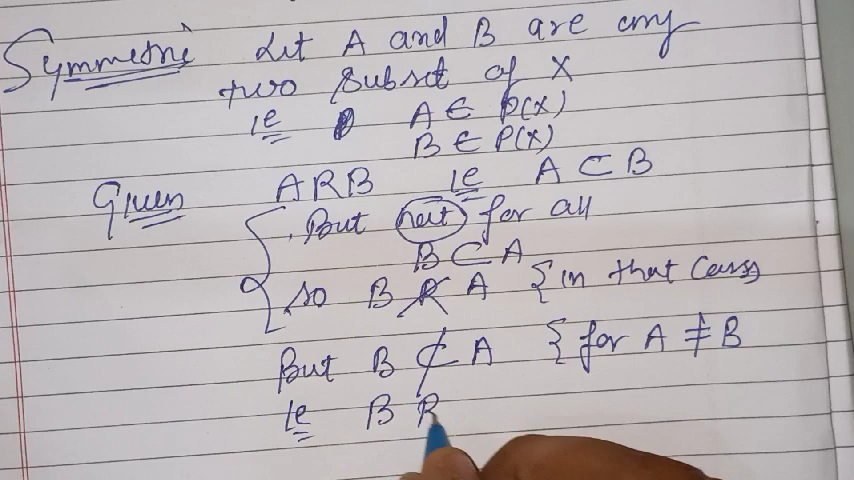 Symmetric Let A and B are any
two subset of X
ie A ∈ P(X)
B ∈ P(X)
Given ARB ie A ⊂ B
But not for all
B ⊂ A
so B R̸ A { in that case
But B ⊄ A { for A ≠ B
ie B R